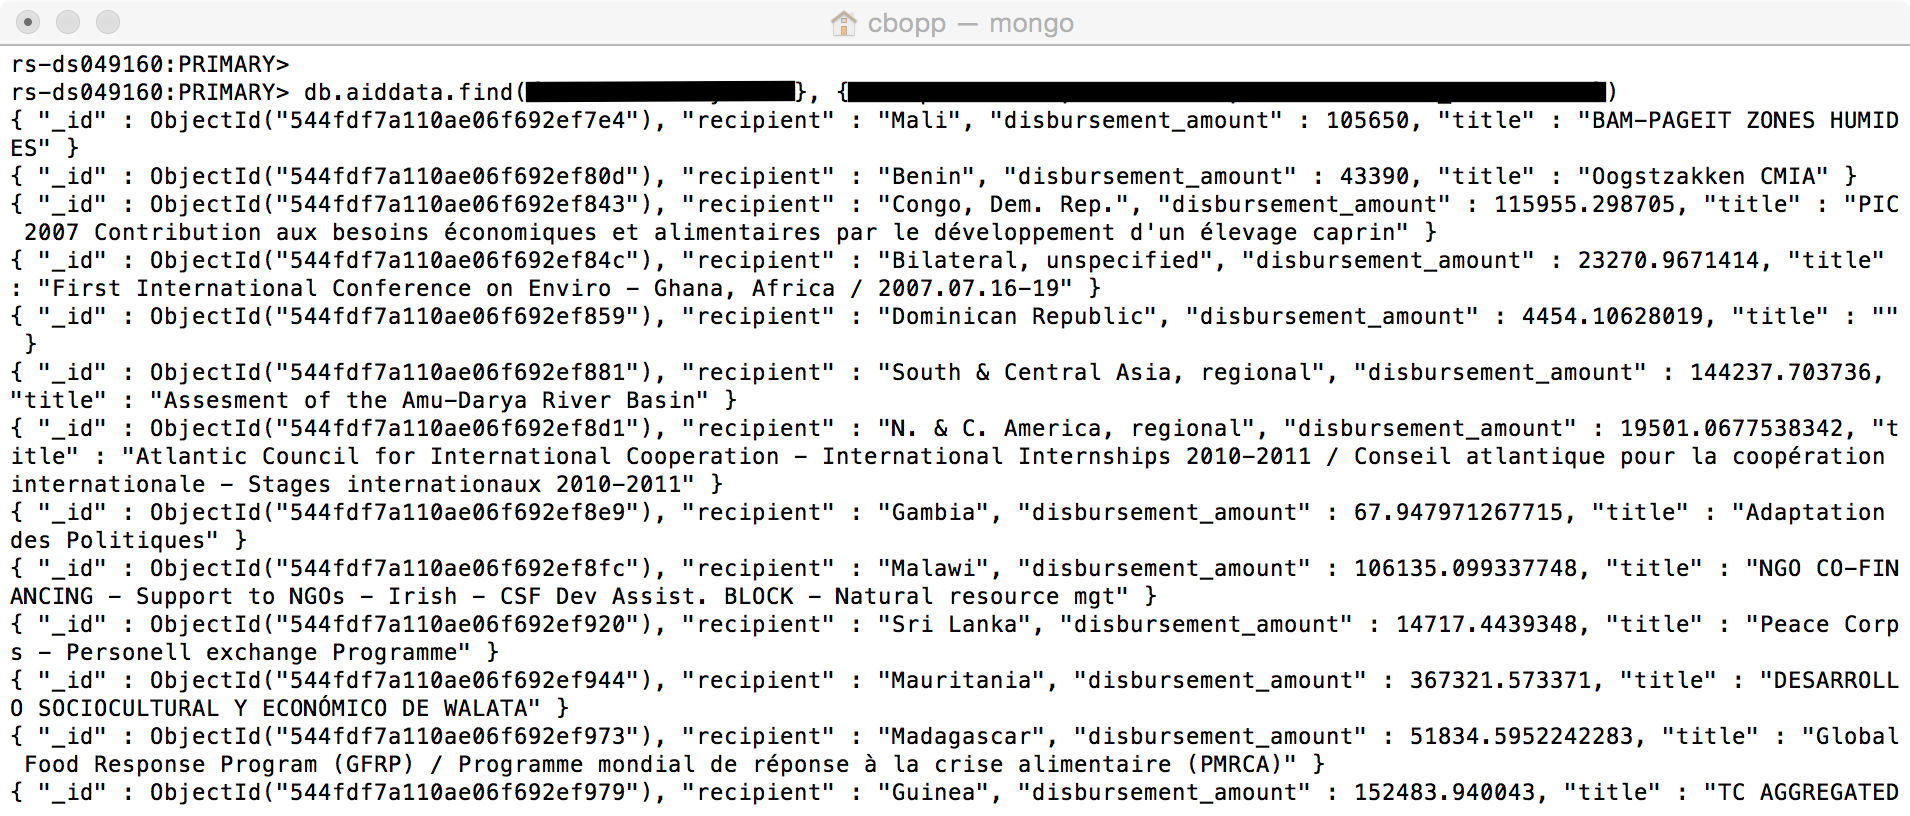 cbopp — mongo
rs-ds049160:PRIMARY>
rs-ds049160:PRIMARY> db.aiddata.find( }, { )
{ "_id" : ObjectId("544fdf7a110ae06f692ef7e4"), "recipient" : "Mali", "disbursement_amount" : 105650, "title" : "BAM-PAGEIT ZONES HUMID
ES" }
{ "_id" : ObjectId("544fdf7a110ae06f692ef80d"), "recipient" : "Benin", "disbursement_amount" : 43390, "title" : "Oogstzakken CMIA" }
{ "_id" : ObjectId("544fdf7a110ae06f692ef843"), "recipient" : "Congo, Dem. Rep.", "disbursement_amount" : 115955.298705, "title" : "PIC
 2007 Contribution aux besoins économiques et alimentaires par le développement d'un élevage caprin" }
{ "_id" : ObjectId("544fdf7a110ae06f692ef84c"), "recipient" : "Bilateral, unspecified", "disbursement_amount" : 23270.9671414, "title"
: "First International Conference on Enviro - Ghana, Africa / 2007.07.16-19" }
{ "_id" : ObjectId("544fdf7a110ae06f692ef859"), "recipient" : "Dominican Republic", "disbursement_amount" : 4454.10628019, "title" : ""
 }
{ "_id" : ObjectId("544fdf7a110ae06f692ef881"), "recipient" : "South & Central Asia, regional", "disbursement_amount" : 144237.703736,
"title" : "Assesment of the Amu-Darya River Basin" }
{ "_id" : ObjectId("544fdf7a110ae06f692ef8d1"), "recipient" : "N. & C. America, regional", "disbursement_amount" : 19501.0677538342, "t
itle" : "Atlantic Council for International Cooperation - International Internships 2010-2011 / Conseil atlantique pour la coopération
internationale - Stages internationaux 2010-2011" }
{ "_id" : ObjectId("544fdf7a110ae06f692ef8e9"), "recipient" : "Gambia", "disbursement_amount" : 67.947971267715, "title" : "Adaptation
des Politiques" }
{ "_id" : ObjectId("544fdf7a110ae06f692ef8fc"), "recipient" : "Malawi", "disbursement_amount" : 106135.099337748, "title" : "NGO CO-FIN
ANCING - Support to NGOs - Irish - CSF Dev Assist. BLOCK - Natural resource mgt" }
{ "_id" : ObjectId("544fdf7a110ae06f692ef920"), "recipient" : "Sri Lanka", "disbursement_amount" : 14717.4439348, "title" : "Peace Corp
s - Personell exchange Programme" }
{ "_id" : ObjectId("544fdf7a110ae06f692ef944"), "recipient" : "Mauritania", "disbursement_amount" : 367321.573371, "title" : "DESARROLL
O SOCIOCULTURAL Y ECONÓMICO DE WALATA" }
{ "_id" : ObjectId("544fdf7a110ae06f692ef973"), "recipient" : "Madagascar", "disbursement_amount" : 51834.5952242283, "title" : "Global
 Food Response Program (GFRP) / Programme mondial de réponse à la crise alimentaire (PMRCA)" }
{ "_id" : ObjectId("544fdf7a110ae06f692ef979"), "recipient" : "Guinea", "disbursement_amount" : 152483.940043, "title" : "TC AGGREGATED